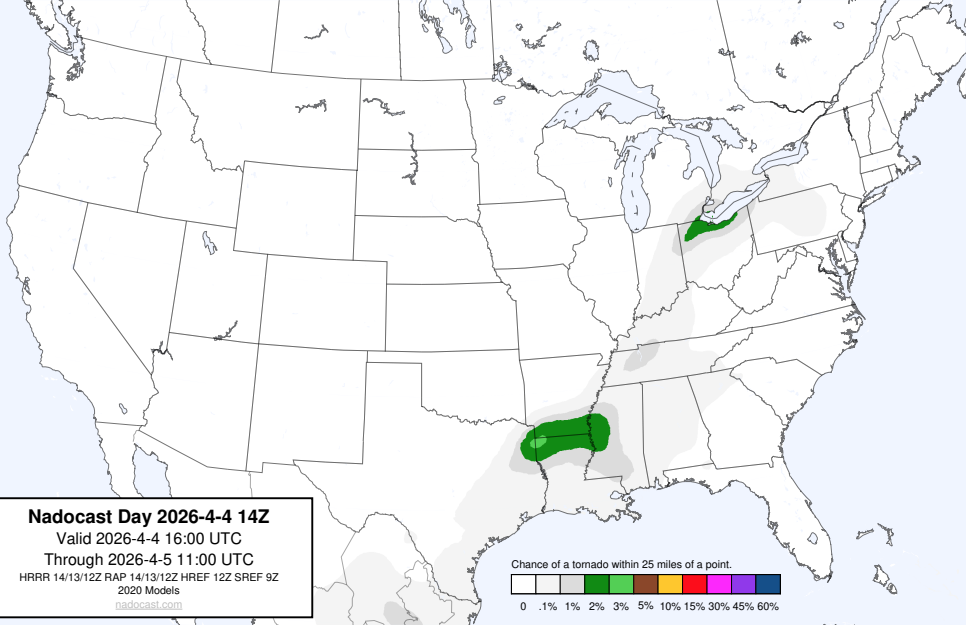 Nadocast Day 2026-4-4 14Z
Valid 2026-4-4 16:00 UTC
Through 2026-4-5 11:00 UTC
HRRR 14/13/12Z RAP 14/13/12Z HREF 12Z SREF 9Z
2020 Models
nadocast.com
Chance of a tornado within 25 miles of a point.
0 .1% 1% 2% 3% 5% 10% 15% 30% 45% 60%